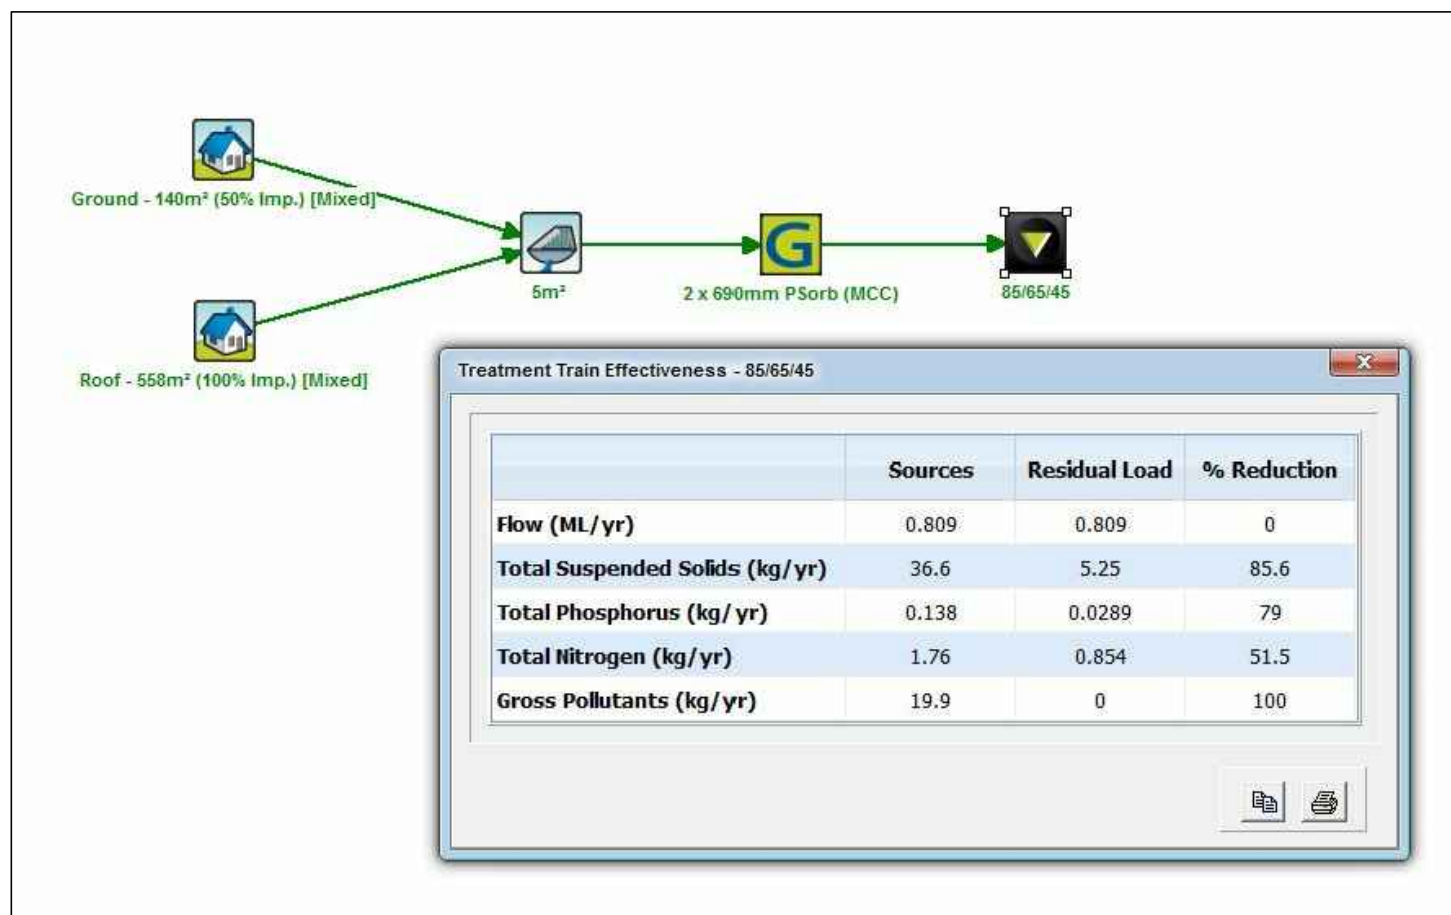 Ground - 140m² (50% Imp.) [Mixed]
5m²
G
2 x 690mm PSorb (MCC)
85/65/45
Roof - 558m² (100% Imp.) [Mixed]
Treatment Train Effectiveness - 85/65/45
Sources Residual Load % Reduction
Flow (ML/yr) 0.809 0.809 0
Total Suspended Solids (kg/yr) 36.6 5.25 85.6
Total Phosphorus (kg/yr) 0.138 0.0289 79
Total Nitrogen (kg/yr) 1.76 0.854 51.5
Gross Pollutants (kg/yr) 19.9 0 100